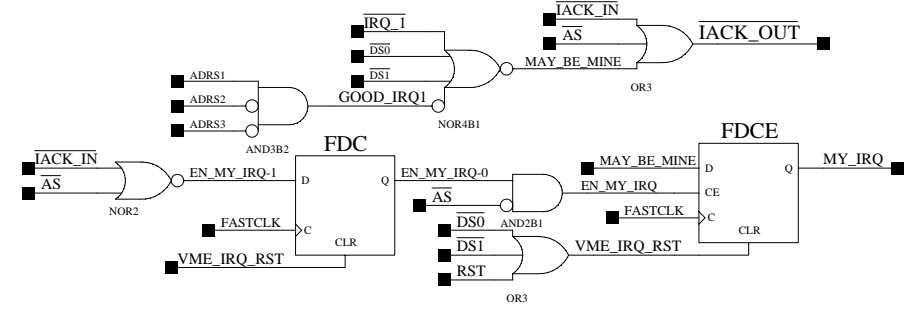 IACK_IN
IRQ_1
AS
IACK_OUT
DS0
DS1
MAY_BE_MINE
OR3
ADRS1
ADRS2
ADRS3
GOOD_IRQ1
NOR4B1
AND3B2
FDC
FDCE
IACK_IN
AS
NOR2
EN_MY_IRQ-1
D
Q
C
CLR
FASTCLK
VME_IRQ_RST
EN_MY_IRQ-0
AS
AND2B1
EN_MY_IRQ
MAY_BE_MINE
D
Q
CE
C
CLR
MY_IRQ
FASTCLK
DS0
DS1
RST
VME_IRQ_RST
OR3